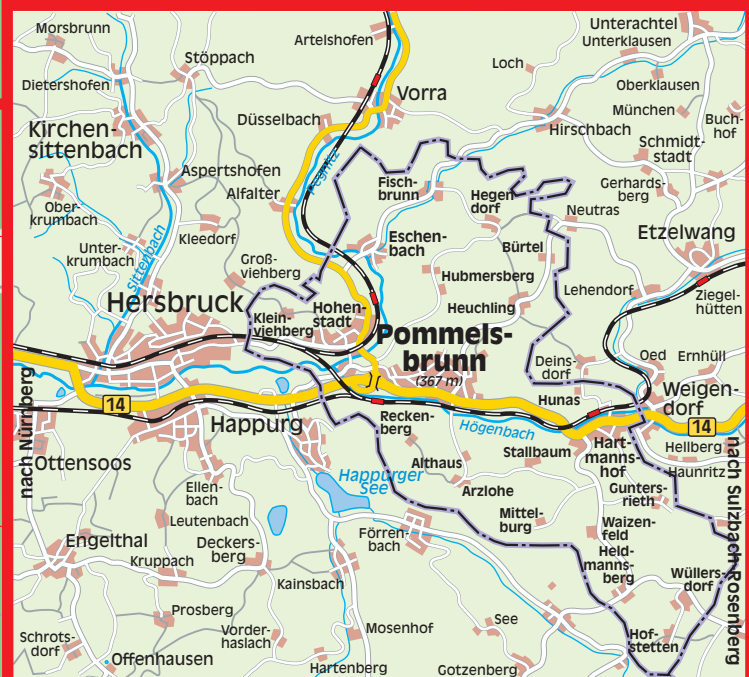 Morsbrunn
Artelshofen
Unterachtel
Unterklausen
Stöppach
Loch
Dietershofen
Vorra
Oberklausen
München
Buch-
hof
Düsselbach
Kirchen-
sittenbach
Hirschbach
Schmidt-
stadt
Pegnitz
Aspertshofen
Alfalter
Fisch-
brunn
Hegen
dorf
Gerhards-
berg
Ober-
krumbach
Neutras
Etzelwang
Kleedorf
Unter-
krumbach
Sittenbach
Eschen-
bach
Bürtel
Groß-
viehberg
Hubmersberg
Lehendorf
Ziegel-
hütten
Hersbruck
Klein-
viehberg
Hohen-
stadt
Heuchling
Pommels-
brunn
(367 m)
Deins-
dorf
Oed
Ernhüll
Weigen-
dorf
Hunas
14
14
Happurg
Recken-
berg
Högenbach
nach Nürnberg
Ottensoos
Hart-
manns-
hof
Hellberg
Haunritz
Stallbaum
Althaus
Happurger
See
Ellen-
bach
Arzlohe
Gunters-
rieth
nach Sulzbach Rosenberg
Leutenbach
Mittel-
burg
Waizen-
feld
Engelthal
Deckers-
berg
Förren-
bach
Kruppach
Held-
manns-
berg
Kainsbach
Wüllers-
dorf
Prosberg
Vorder-
haslach
Mosenhof
See
Schrots-
dorf
Hof-
stetten
Offenhausen
Hartenberg
Gotzenberg